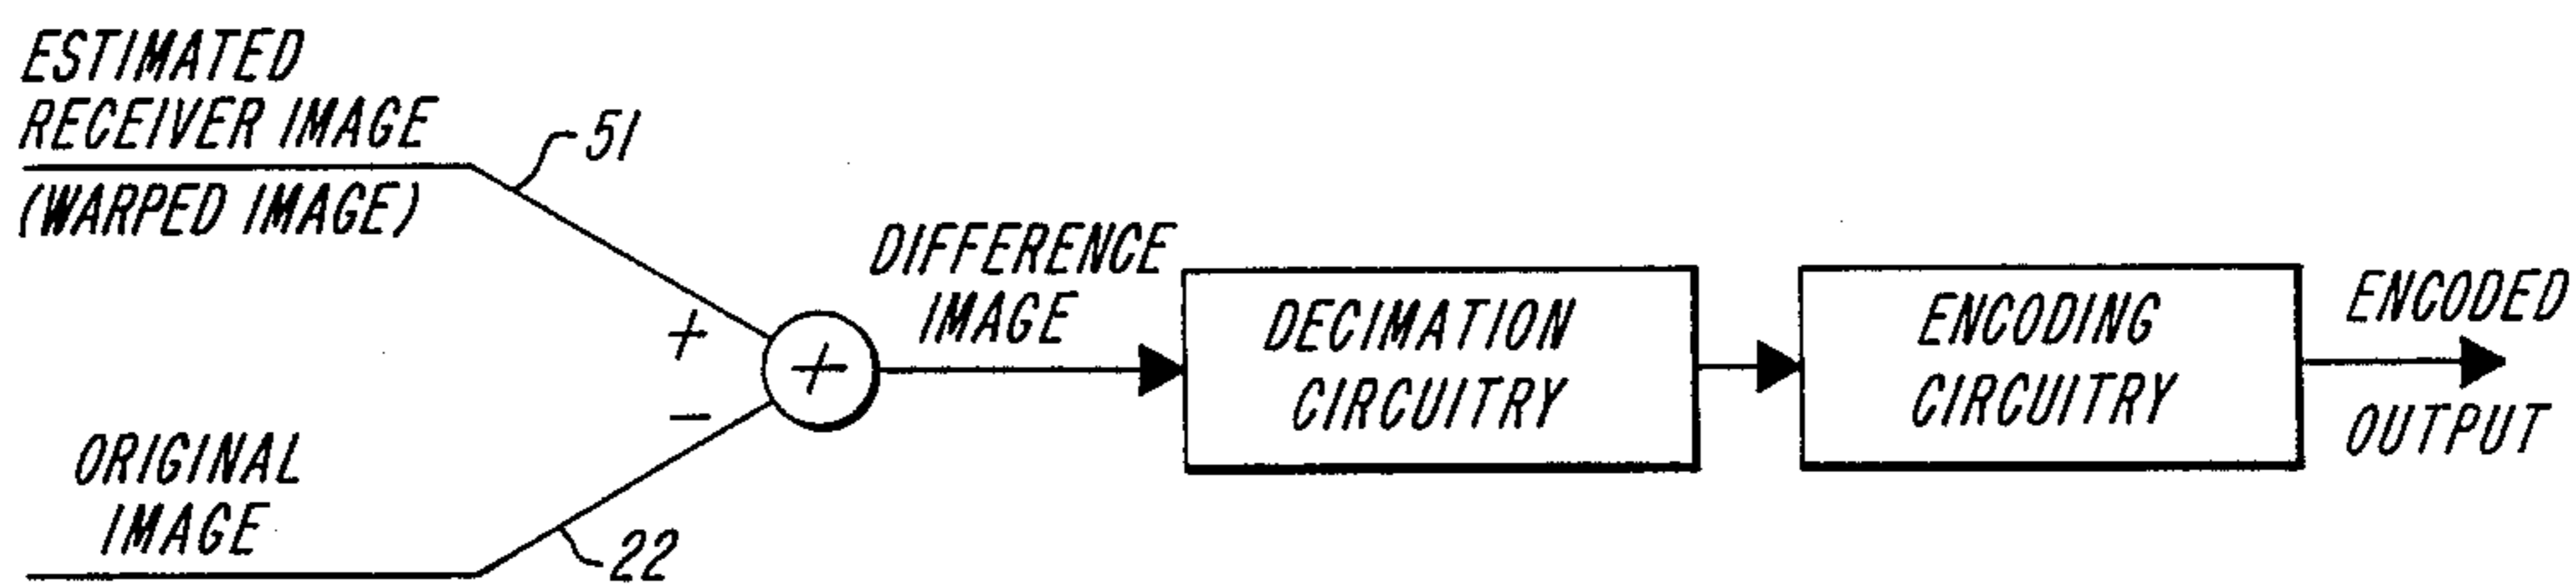 ESTIMATED
RECEIVER IMAGE
(WARPED IMAGE)
51
+
−
+
ORIGINAL
IMAGE
22
DIFFERENCE
IMAGE
DECIMATION
CIRCUITRY
ENCODING
CIRCUITRY
ENCODED
OUTPUT